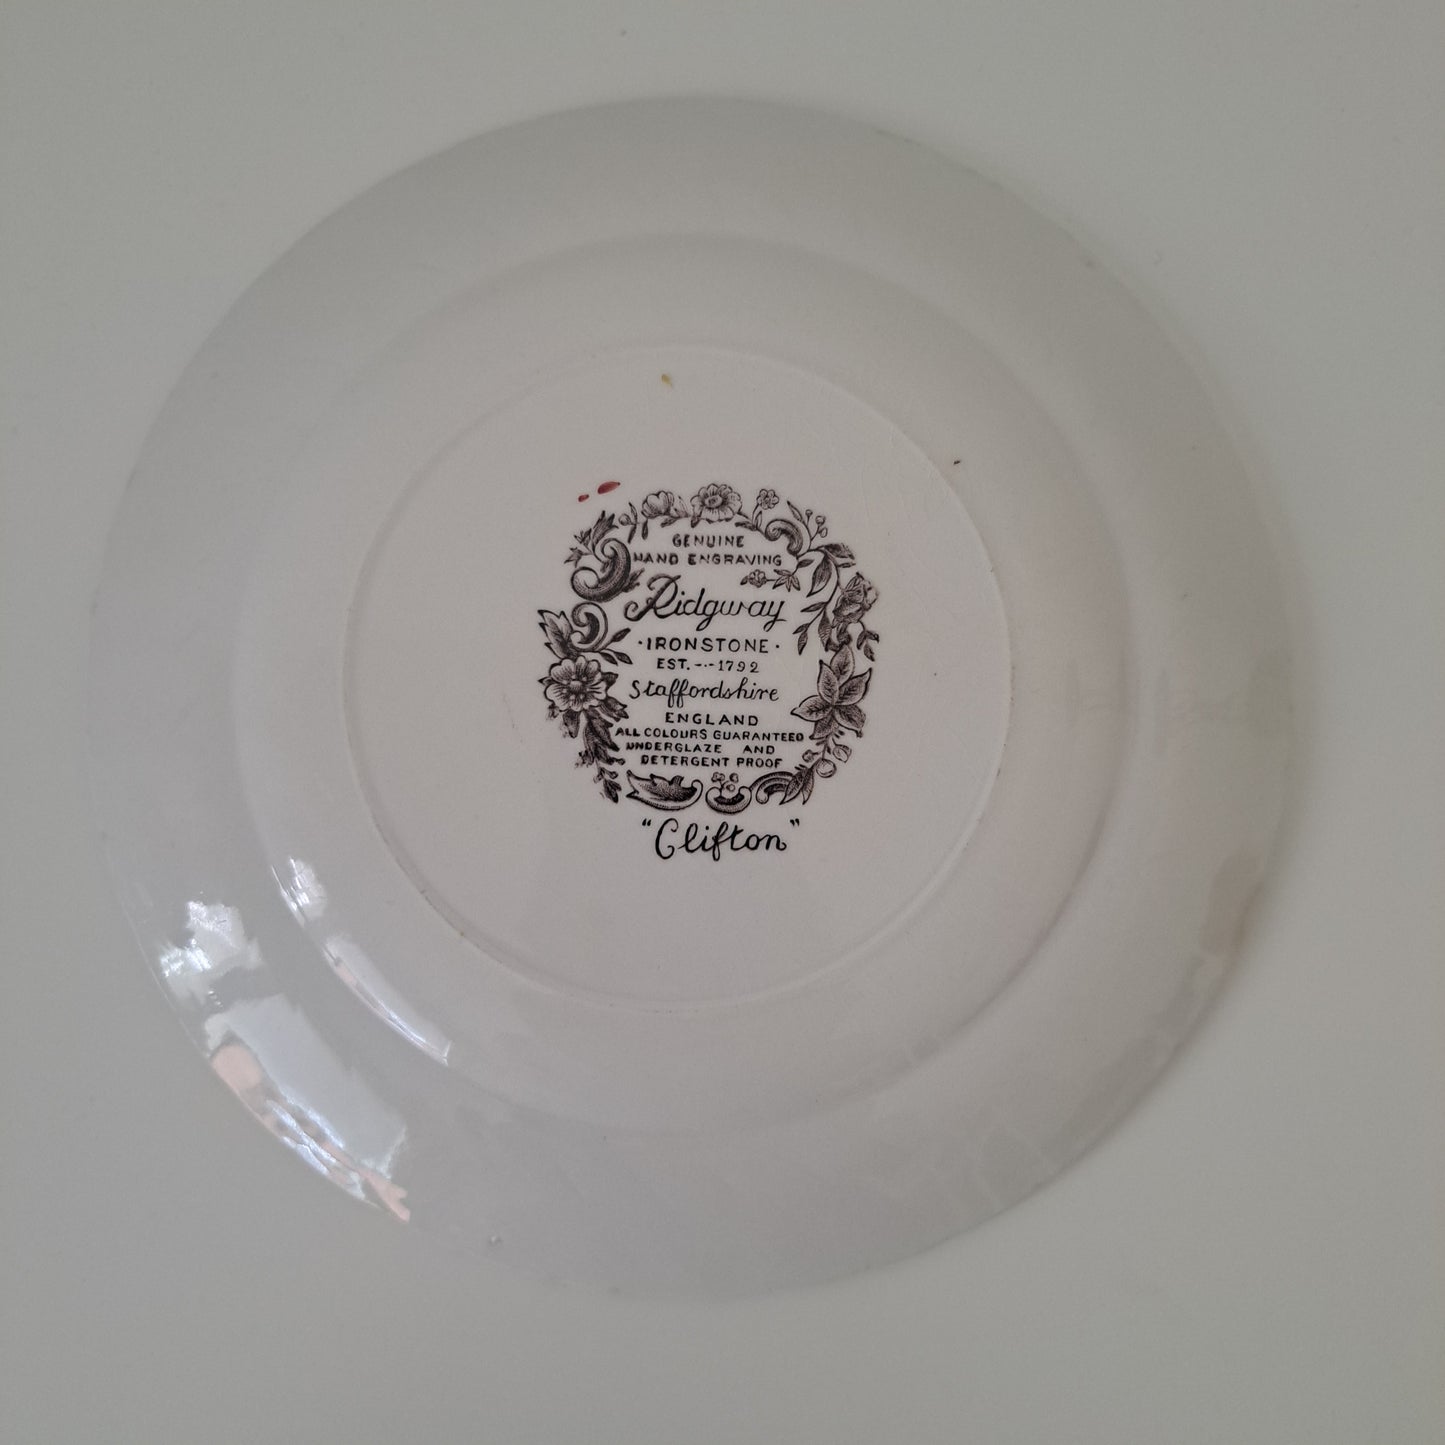 GENUINE
HAND ENGRAVING
Ridgway
·IRONSTONE·
EST.--·-1792
Staffordshire
ENGLAND
ALL COLOURS GUARANTEED
UNDERGLAZE AND
DETERGENT PROOF
"Clifton"